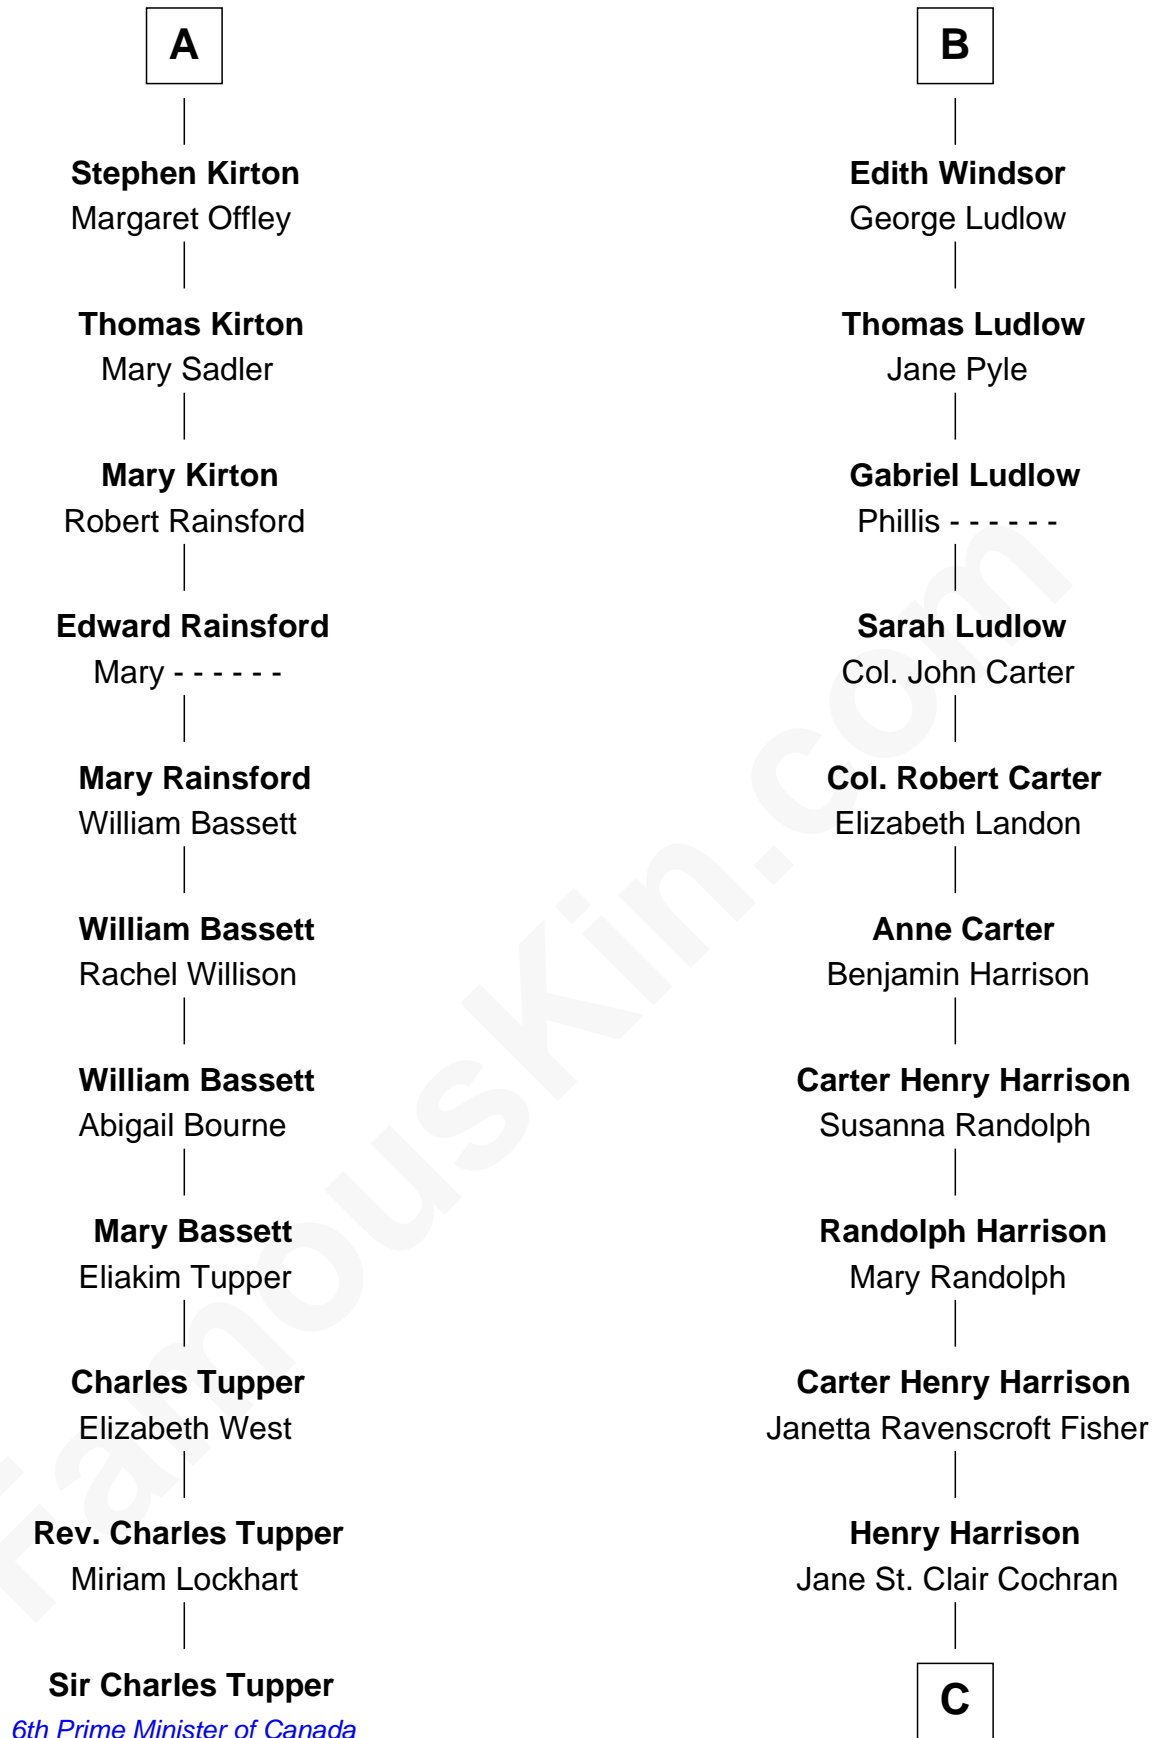 A
Stephen Kirton
Margaret Offley
Thomas Kirton
Mary Sadler
Mary Kirton
Robert Rainsford
Edward Rainsford
Mary - - - - - -
Mary Rainsford
William Bassett
William Bassett
Rachel Willison
William Bassett
Abigail Bourne
Mary Bassett
Eliakim Tupper
Charles Tupper
Elizabeth West
Rev. Charles Tupper
Miriam Lockhart
Sir Charles Tupper
6th Prime Minister of Canada
B
Edith Windsor
George Ludlow
Thomas Ludlow
Jane Pyle
Gabriel Ludlow
Phillis - - - - - -
Sarah Ludlow
Col. John Carter
Col. Robert Carter
Elizabeth Landon
Anne Carter
Benjamin Harrison
Carter Henry Harrison
Susanna Randolph
Randolph Harrison
Mary Randolph
Carter Henry Harrison
Janetta Ravenscroft Fisher
Henry Harrison
Jane St. Clair Cochran
C
FamousKin.com